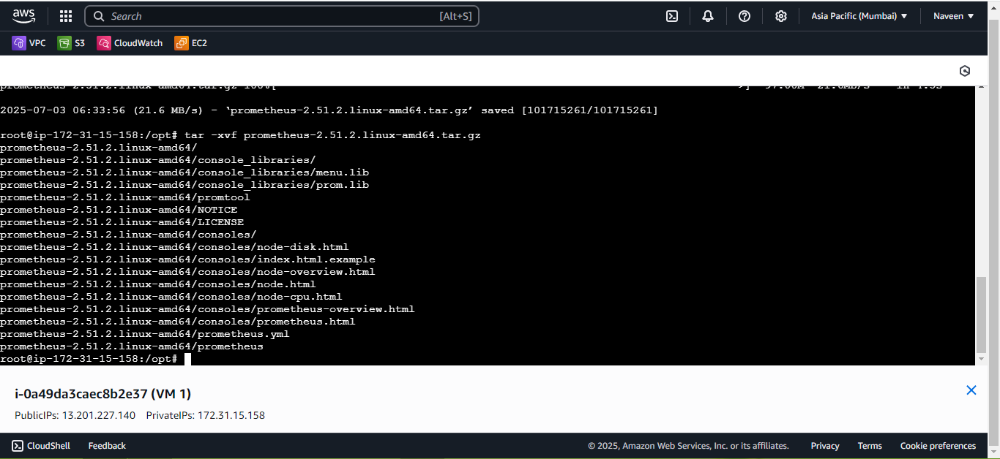 aws
Search [Alt+S]
Asia Pacific (Mumbai) Naveen
VPC S3 CloudWatch EC2
prometheus-2.51.2.linux-amd64.tar.gz 100%[
2025-07-03 06:33:56 (21.6 MB/s) - ‘prometheus-2.51.2.linux-amd64.tar.gz’ saved [101715261/101715261]
root@ip-172-31-15-158:/opt# tar -xvf prometheus-2.51.2.linux-amd64.tar.gz
prometheus-2.51.2.linux-amd64/
prometheus-2.51.2.linux-amd64/console_libraries/
prometheus-2.51.2.linux-amd64/console_libraries/menu.lib
prometheus-2.51.2.linux-amd64/console_libraries/prom.lib
prometheus-2.51.2.linux-amd64/promtool
prometheus-2.51.2.linux-amd64/NOTICE
prometheus-2.51.2.linux-amd64/LICENSE
prometheus-2.51.2.linux-amd64/consoles/
prometheus-2.51.2.linux-amd64/consoles/node-disk.html
prometheus-2.51.2.linux-amd64/consoles/index.html.example
prometheus-2.51.2.linux-amd64/consoles/node-overview.html
prometheus-2.51.2.linux-amd64/consoles/node.html
prometheus-2.51.2.linux-amd64/consoles/node-cpu.html
prometheus-2.51.2.linux-amd64/consoles/prometheus-overview.html
prometheus-2.51.2.linux-amd64/consoles/prometheus.html
prometheus-2.51.2.linux-amd64/prometheus.yml
prometheus-2.51.2.linux-amd64/prometheus
root@ip-172-31-15-158:/opt#
i-0a49da3caec8b2e37 (VM 1)
PublicIPs: 13.201.227.140 PrivateIPs: 172.31.15.158
CloudShell Feedback © 2025, Amazon Web Services, Inc. or its affiliates. Privacy Terms Cookie preferences